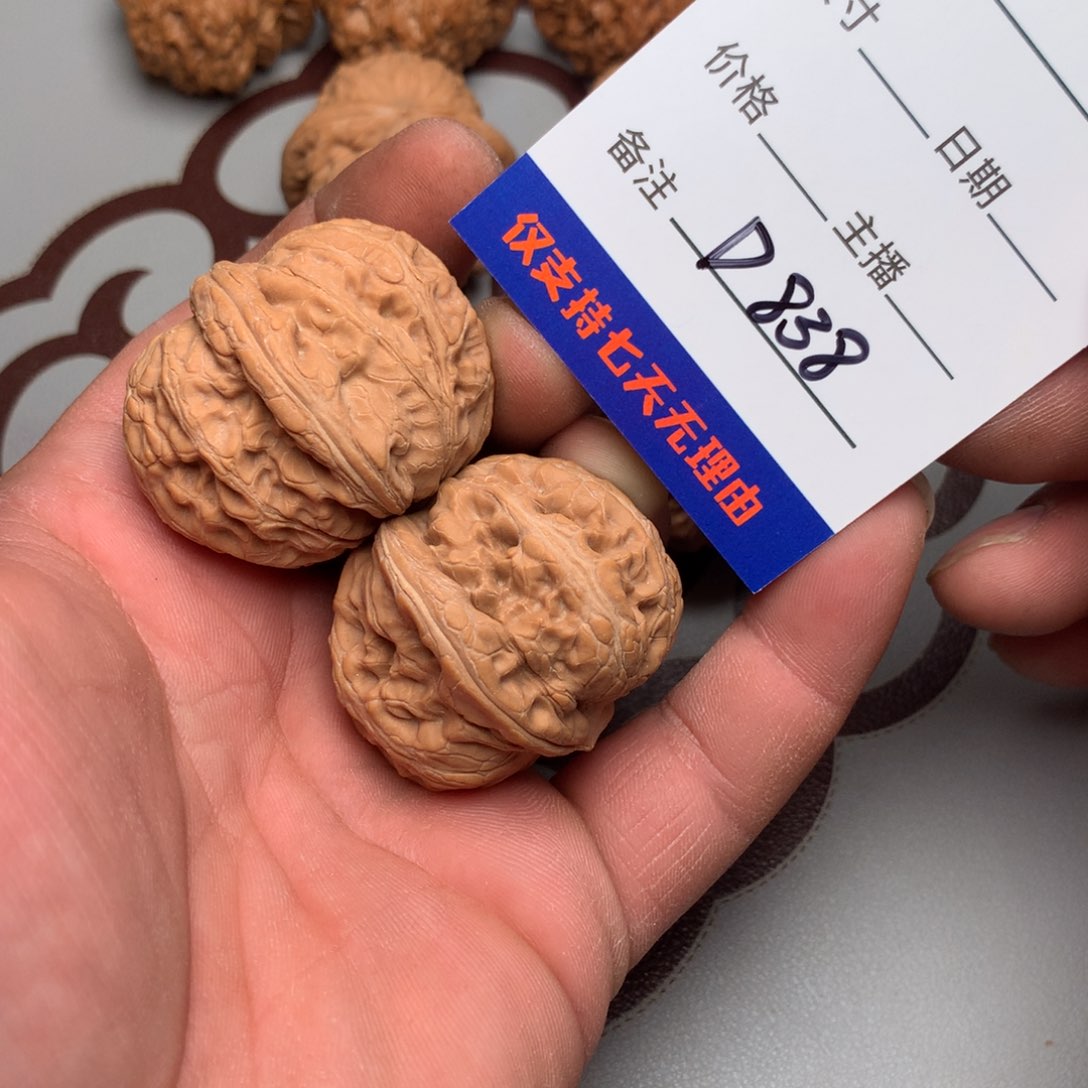 价格 主播
备注 D838
日期
仅支持七天无理由